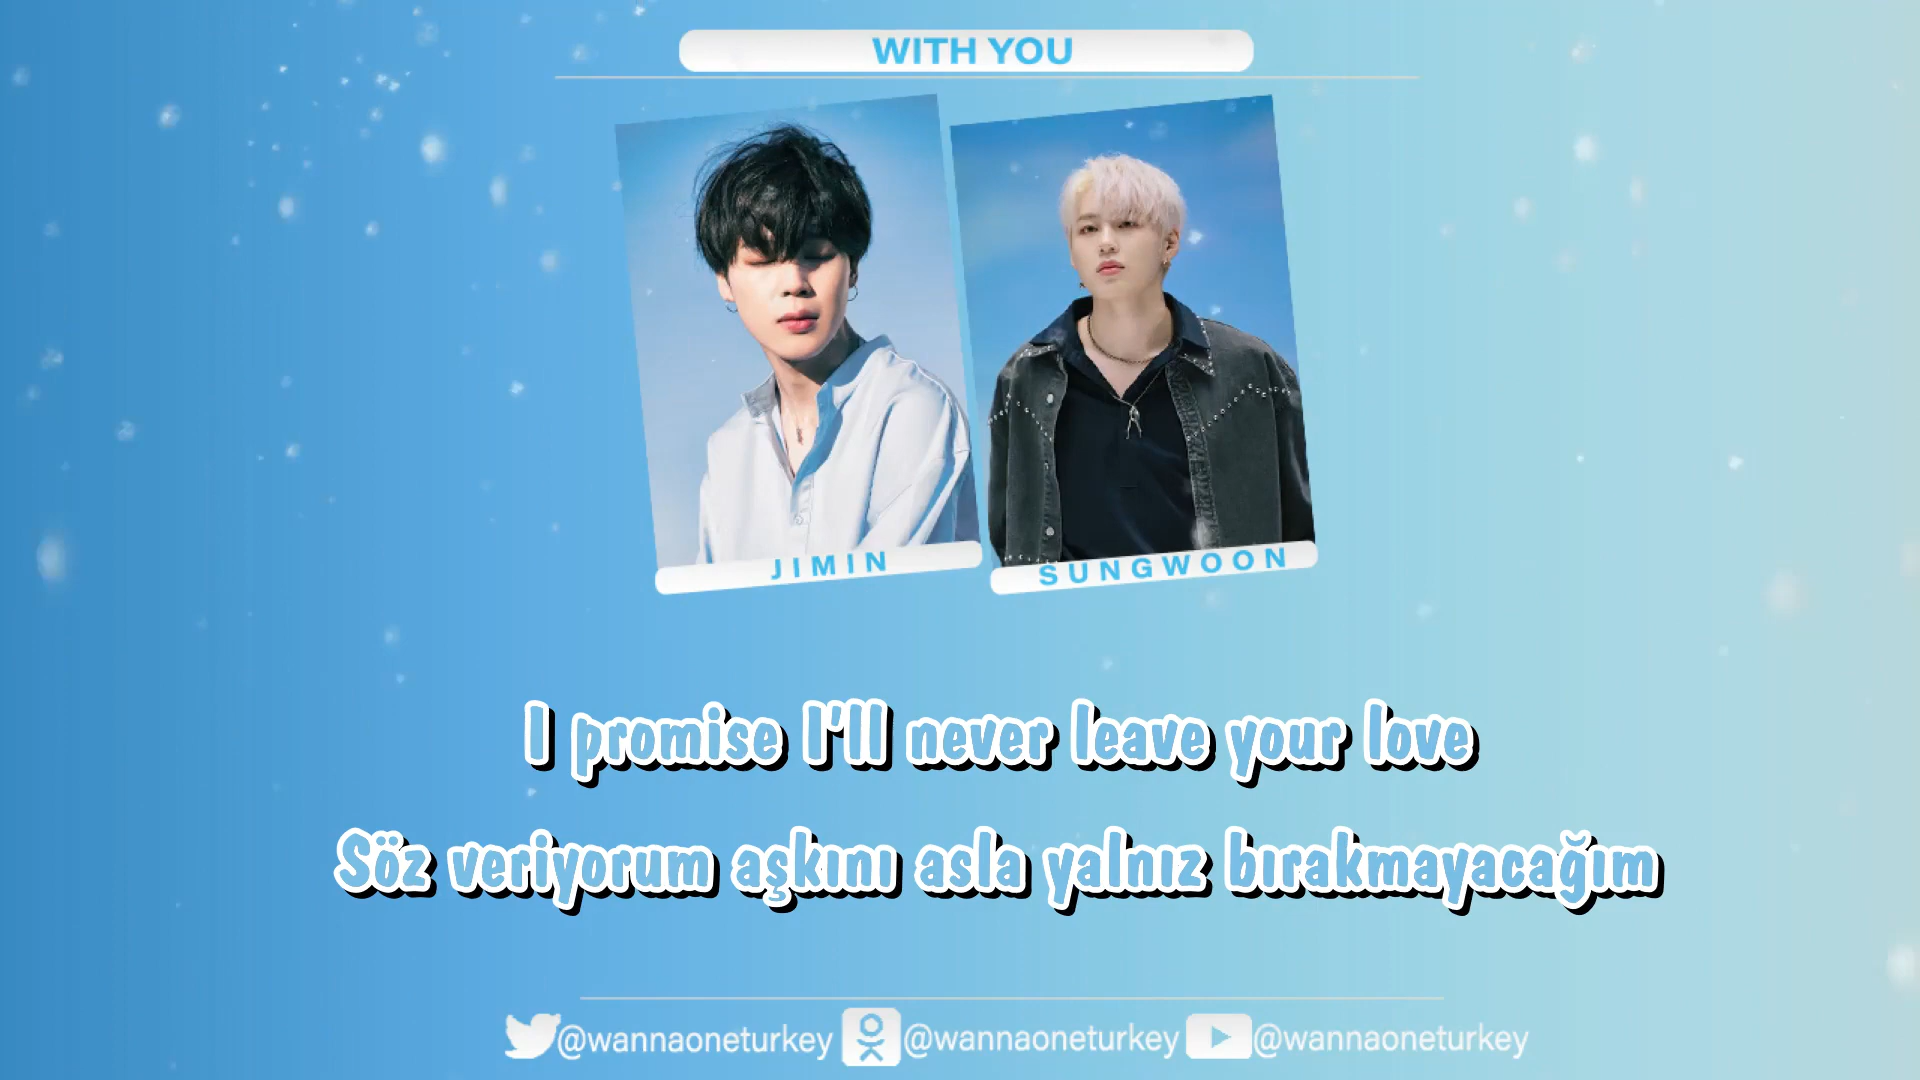 WITH YOU
JIMIN
SUNGWOON
I promise I'll never leave your love
Söz veriyorum aşkını asla yalnız bırakmayacağım
@wannaoneturkey @wannaoneturkey @wannaoneturkey